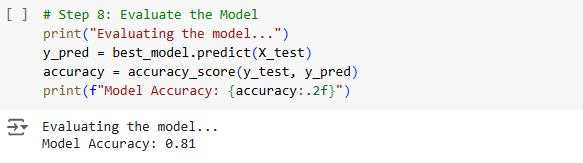 [ ] # Step 8: Evaluate the Model
print("Evaluating the model...")
y_pred = best_model.predict(X_test)
accuracy = accuracy_score(y_test, y_pred)
print(f"Model Accuracy: {accuracy:.2f}")
Evaluating the model...
Model Accuracy: 0.81